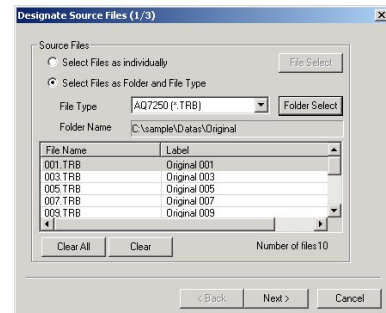 Designate Source Files (1/3)
Source Files
Select Files as individually
File Select
Select Files as Folder and File Type
File Type AQ7250 (*.TRB) Folder Select
Folder Name C:\sample\Datas\Original
File Name Label
001.TRB Original 001
003.TRB Original 003
005.TRB Original 005
007.TRB Original 007
009.TRB Original 009
Clear All Clear Number of files10
< Back Next > Cancel